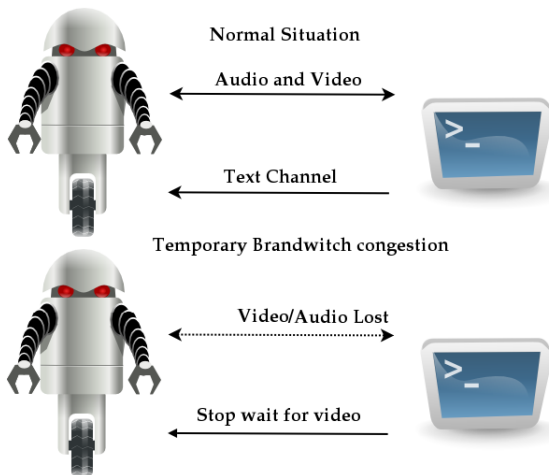 Normal Situation
Audio and Video
>_
Text Channel
Temporary Brandwitch congestion
Video/Audio Lost
>_
Stop wait for video